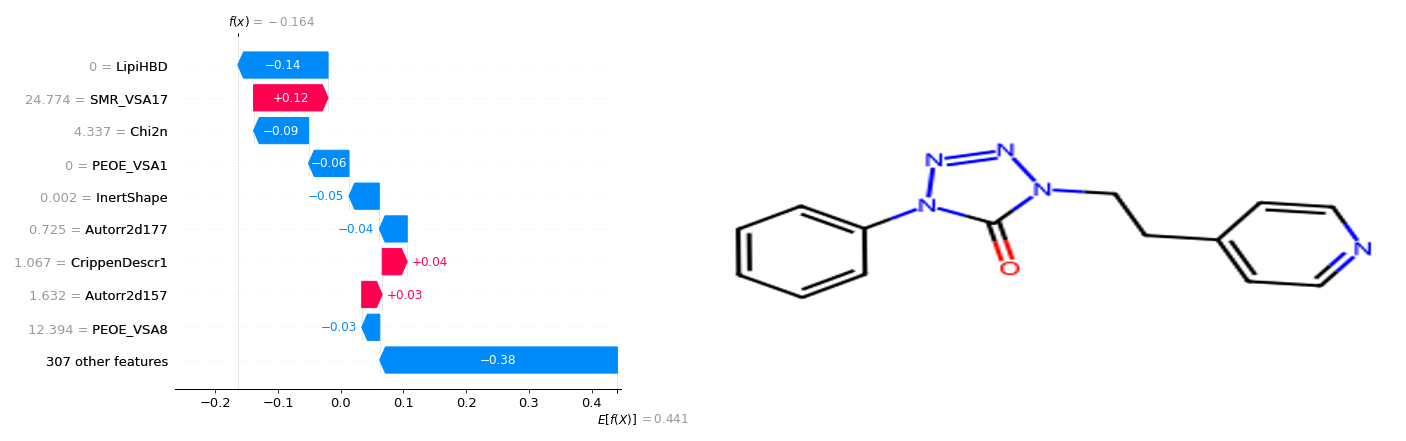 f(x) = −0.164
0 = LipiHBD −0.14
24.774 = SMR_VSA17 +0.12
4.337 = Chi2n −0.09
0 = PEOE_VSA1 −0.06
0.002 = InertShape −0.05
0.725 = Autorr2d177 −0.04
1.067 = CrippenDescr1 +0.04
1.632 = Autorr2d157 +0.03
12.394 = PEOE_VSA8 −0.03
307 other features −0.38
−0.2 −0.1 0.0 0.1 0.2 0.3 0.4
E[f(X)] = 0.441
N N
N N
O
N